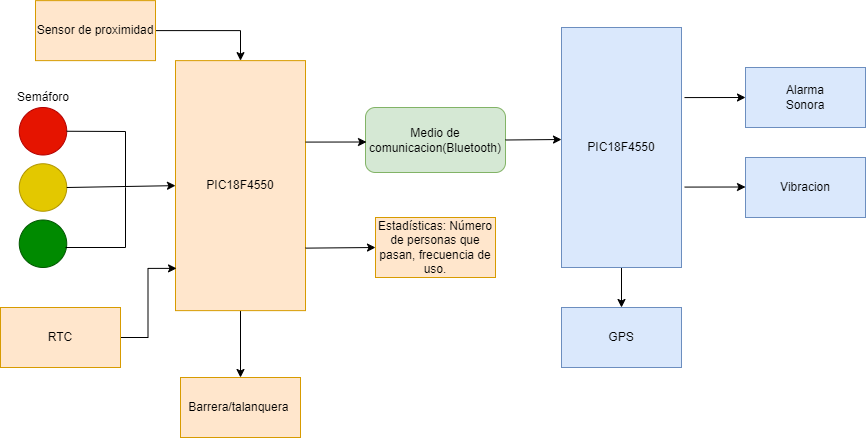 Sensor de proximidad
Semáforo
PIC18F4550
RTC
Barrera/talanquera
Medio de
comunicacion(Bluetooth)
Estadísticas: Número
de personas que
pasan, frecuencia de
uso.
PIC18F4550
Alarma
Sonora
Vibracion
GPS